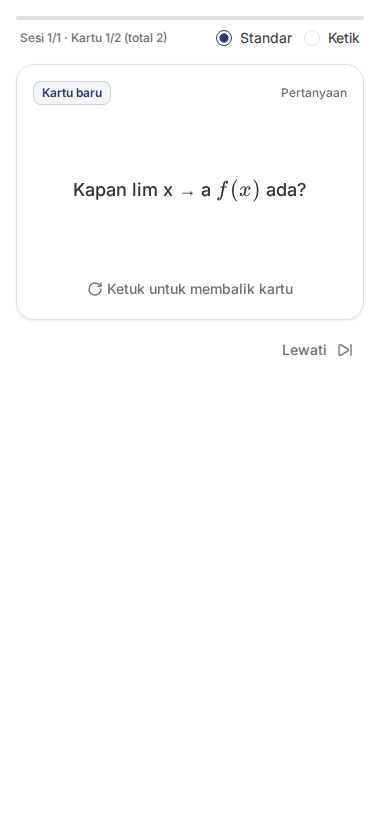 Sesi 1/1 · Kartu 1/2 (total 2)
Standar
Ketik
Kartu baru
Pertanyaan
Kapan lim x → a f(x) ada?
Ketuk untuk membalik kartu
Lewati